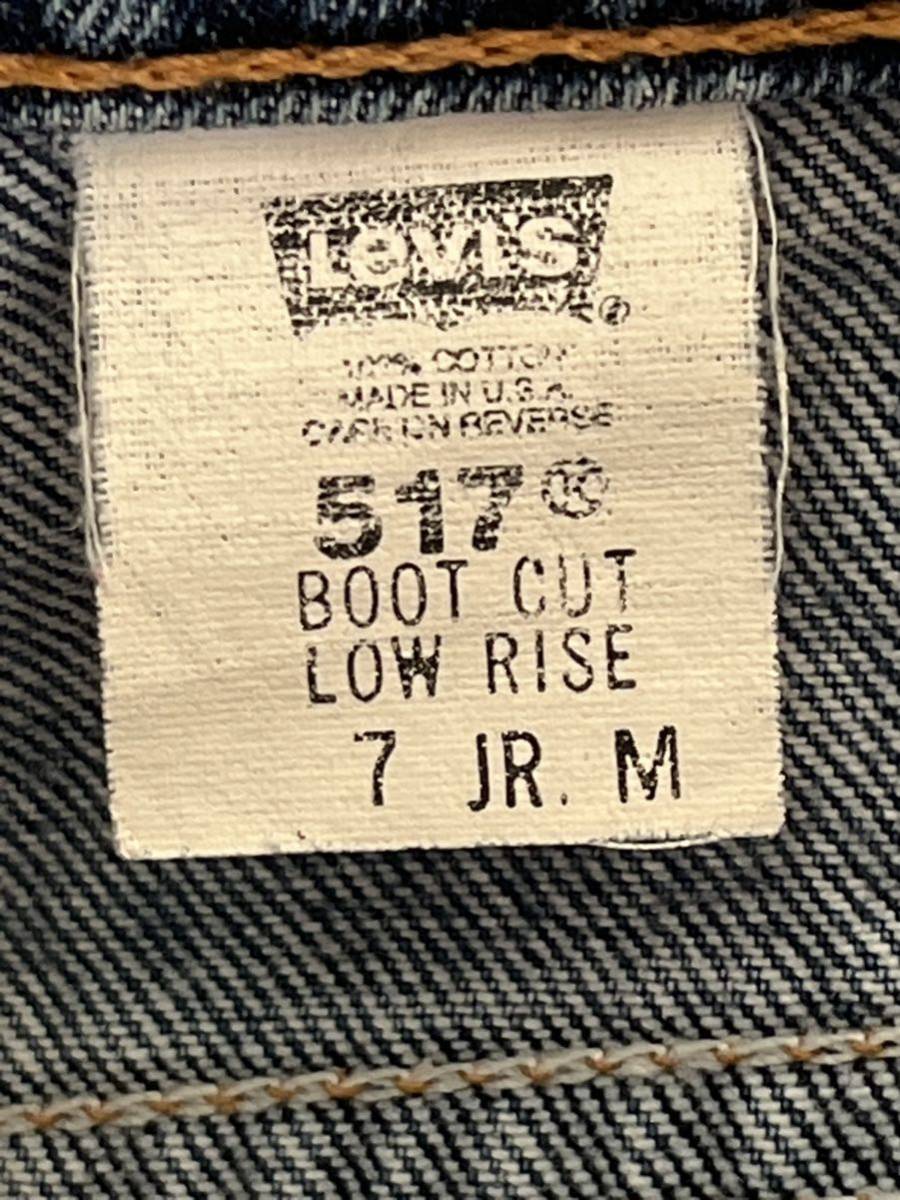 Levi's ®
100% COTTON
MADE IN U.S.A.
CARE ON REVERSE
517®
BOOT CUT
LOW RISE
7 JR. M